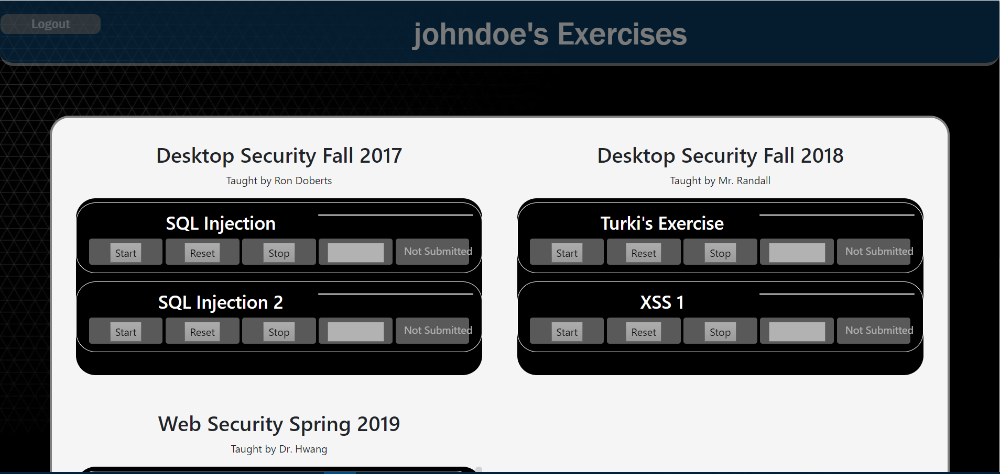 Logout
johndoe's Exercises
Desktop Security Fall 2017
Taught by Ron Doberts
SQL Injection
Start Reset Stop Not Submitted
SQL Injection 2
Start Reset Stop Not Submitted
Desktop Security Fall 2018
Taught by Mr. Randall
Turki's Exercise
Start Reset Stop Not Submitted
XSS 1
Start Reset Stop Not Submitted
Web Security Spring 2019
Taught by Dr. Hwang